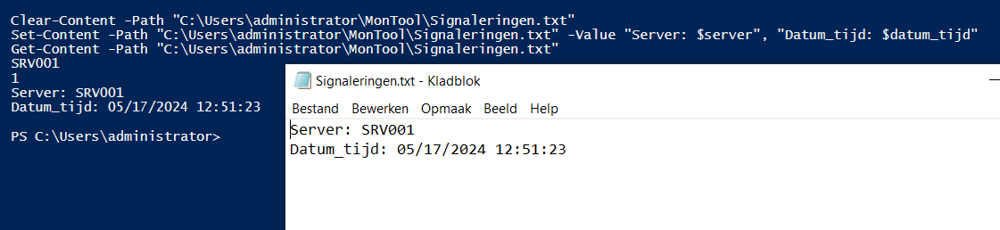 Clear-Content -Path "C:\Users\administrator\MonTool\Signaleringen.txt"
Set-Content -Path "C:\Users\administrator\MonTool\Signaleringen.txt" -Value "Server: $server", "Datum_tijd: $datum_tijd"
Get-Content -Path "C:\Users\administrator\MonTool\Signaleringen.txt"
SRV001
1
Server: SRV001
Datum_tijd: 05/17/2024 12:51:23
PS C:\Users\administrator>
Signaleringen.txt - Kladblok
Bestand Bewerken Opmaak Beeld Help
Server: SRV001
Datum_tijd: 05/17/2024 12:51:23